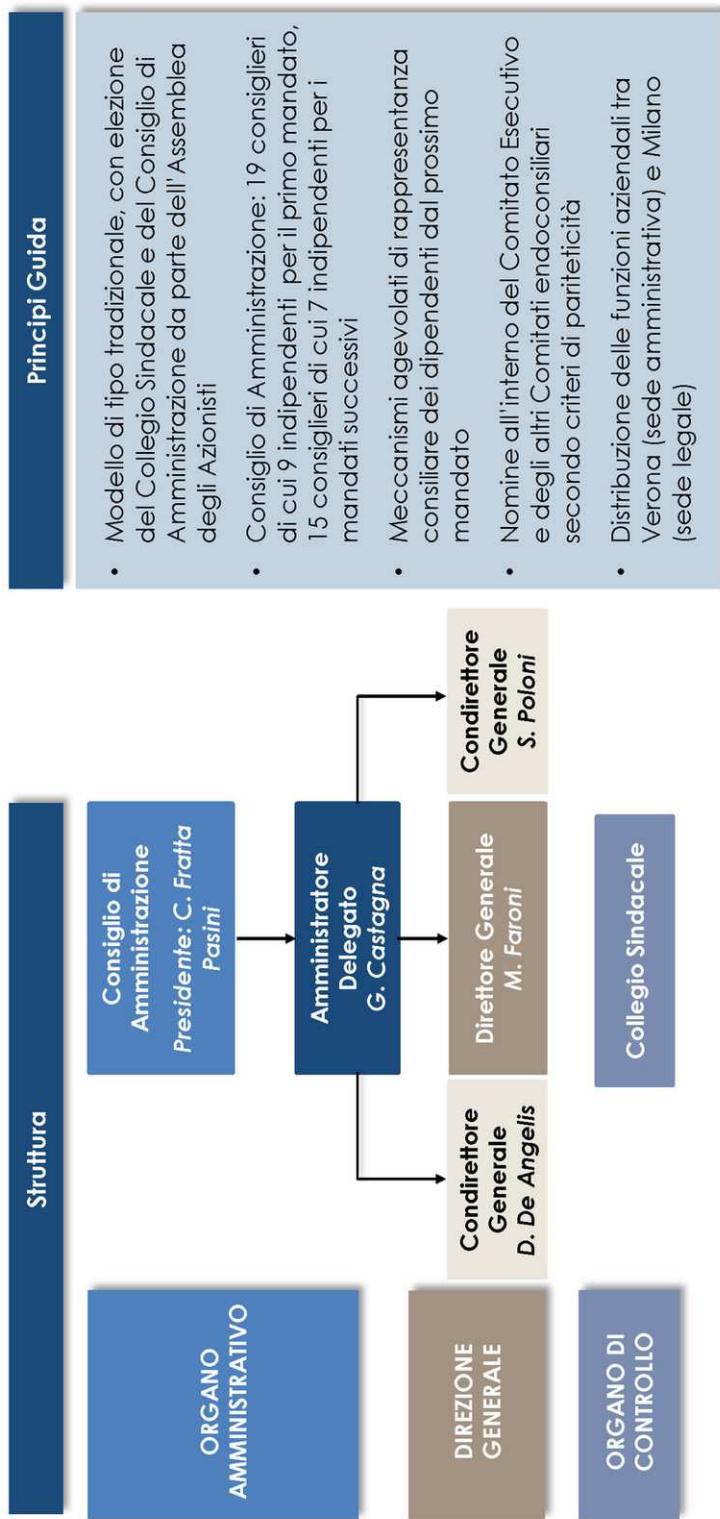 Struttura
ORGANO
AMMINISTRATIVO
Consiglio di
Amministrazione
Presidente: C. Fratta
Pasini
Amministratore
Delegato
G. Castagna
DIREZIONE
GENERALE
Condirettore
Generale
D. De Angelis
Direttore Generale
M. Faroni
Condirettore
Generale
S. Poloni
ORGANO DI
CONTROLLO
Collegio Sindacale
Principi Guida
• Modello di tipo tradizionale, con elezione
del Collegio Sindacale e del Consiglio di
Amministrazione da parte dell'Assemblea
degli Azionisti
• Consiglio di Amministrazione: 19 consiglieri
di cui 9 indipendenti per il primo mandato,
15 consiglieri di cui 7 indipendenti per i
mandati successivi
• Meccanismi agevolati di rappresentanza
consiliare dei dipendenti dal prossimo
mandato
• Nomine all'interno del Comitato Esecutivo
e degli altri Comitati endoconsiliari
secondo criteri di pariteticità
• Distribuzione delle funzioni aziendali tra
Verona (sede amministrativa) e Milano
(sede legale)